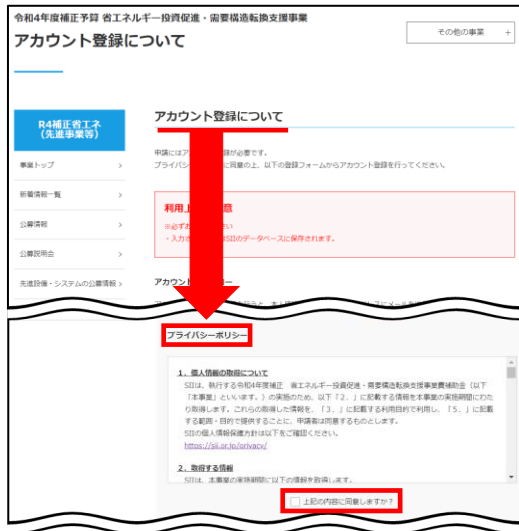 令和4年度補正予算 省エネルギー投資促進・需要構造転換支援事業
アカウント登録について
その他の事業 +
R4補正省エネ
(先進事業等)
事業トップ >
新着情報一覧 >
公募情報 >
公募説明会 >
先進設備・システムの公募情報 >
アカウント登録について
申請にはア 録が必要です。
プライバシ に同意の上、以下の登録フォームからアカウント登録を行ってください。
利用上 意
※必ずお さい
・入力さ SIIのデータベースに保存されます。
アカウント
プライバシーポリシー
1. 個人情報の取得について
SIIは、執行する令和4年度補正 省エネルギー投資促進・需要構造転換支援事業費補助金(以下
「本事業」といいます。)の実施のため、以下「2.」に記載する情報を本事業の実施期間にわた
り取得します。これらの取得した情報を、「3.」に記載する利用目的で利用し、「5.」に記載
する範囲・目的で提供することに、申請者は同意するものとします。
SIIの個人情報保護方針は以下をご確認ください。
https://sii.or.jp/privacy/
2. 取得する情報
SIIは、本事業の実施期間に以下の情報を取得します。
上記の内容に同意しますか?